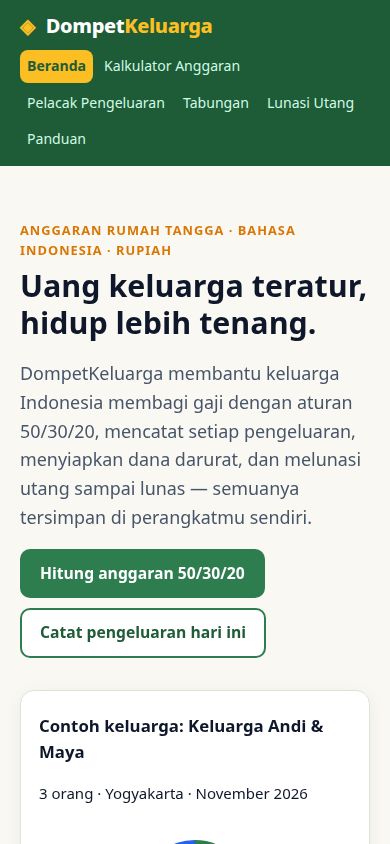 DompetKeluarga
Beranda Kalkulator Anggaran
Pelacak Pengeluaran Tabungan Lunasi Utang
Panduan
ANGGARAN RUMAH TANGGA · BAHASA
INDONESIA · RUPIAH
Uang keluarga teratur,
hidup lebih tenang.
DompetKeluarga membantu keluarga
Indonesia membagi gaji dengan aturan
50/30/20, mencatat setiap pengeluaran,
menyiapkan dana darurat, dan melunasi
utang sampai lunas — semuanya
tersimpan di perangkatmu sendiri.
Hitung anggaran 50/30/20
Catat pengeluaran hari ini
Contoh keluarga: Keluarga Andi &
Maya
3 orang · Yogyakarta · November 2026